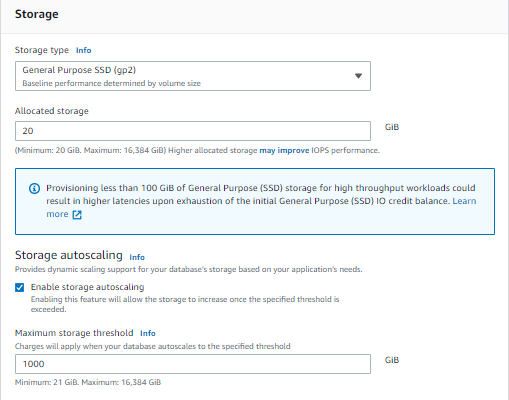 Storage
Storage type Info
General Purpose SSD (gp2)
Baseline performance determined by volume size
Allocated storage
20
GiB
(Minimum: 20 GiB. Maximum: 16,384 GiB) Higher allocated storage may improve IOPS performance.
Provisioning less than 100 GiB of General Purpose (SSD) storage for high throughput workloads could
result in higher latencies upon exhaustion of the initial General Purpose (SSD) IO credit balance. Learn
more
Storage autoscaling Info
Provides dynamic scaling support for your database's storage based on your application's needs.
Enable storage autoscaling
Enabling this feature will allow the storage to increase once the specified threshold is
exceeded.
Maximum storage threshold Info
Charges will apply when your database autoscales to the specified threshold
1000
GiB
Minimum: 21 GiB. Maximum: 16,384 GiB